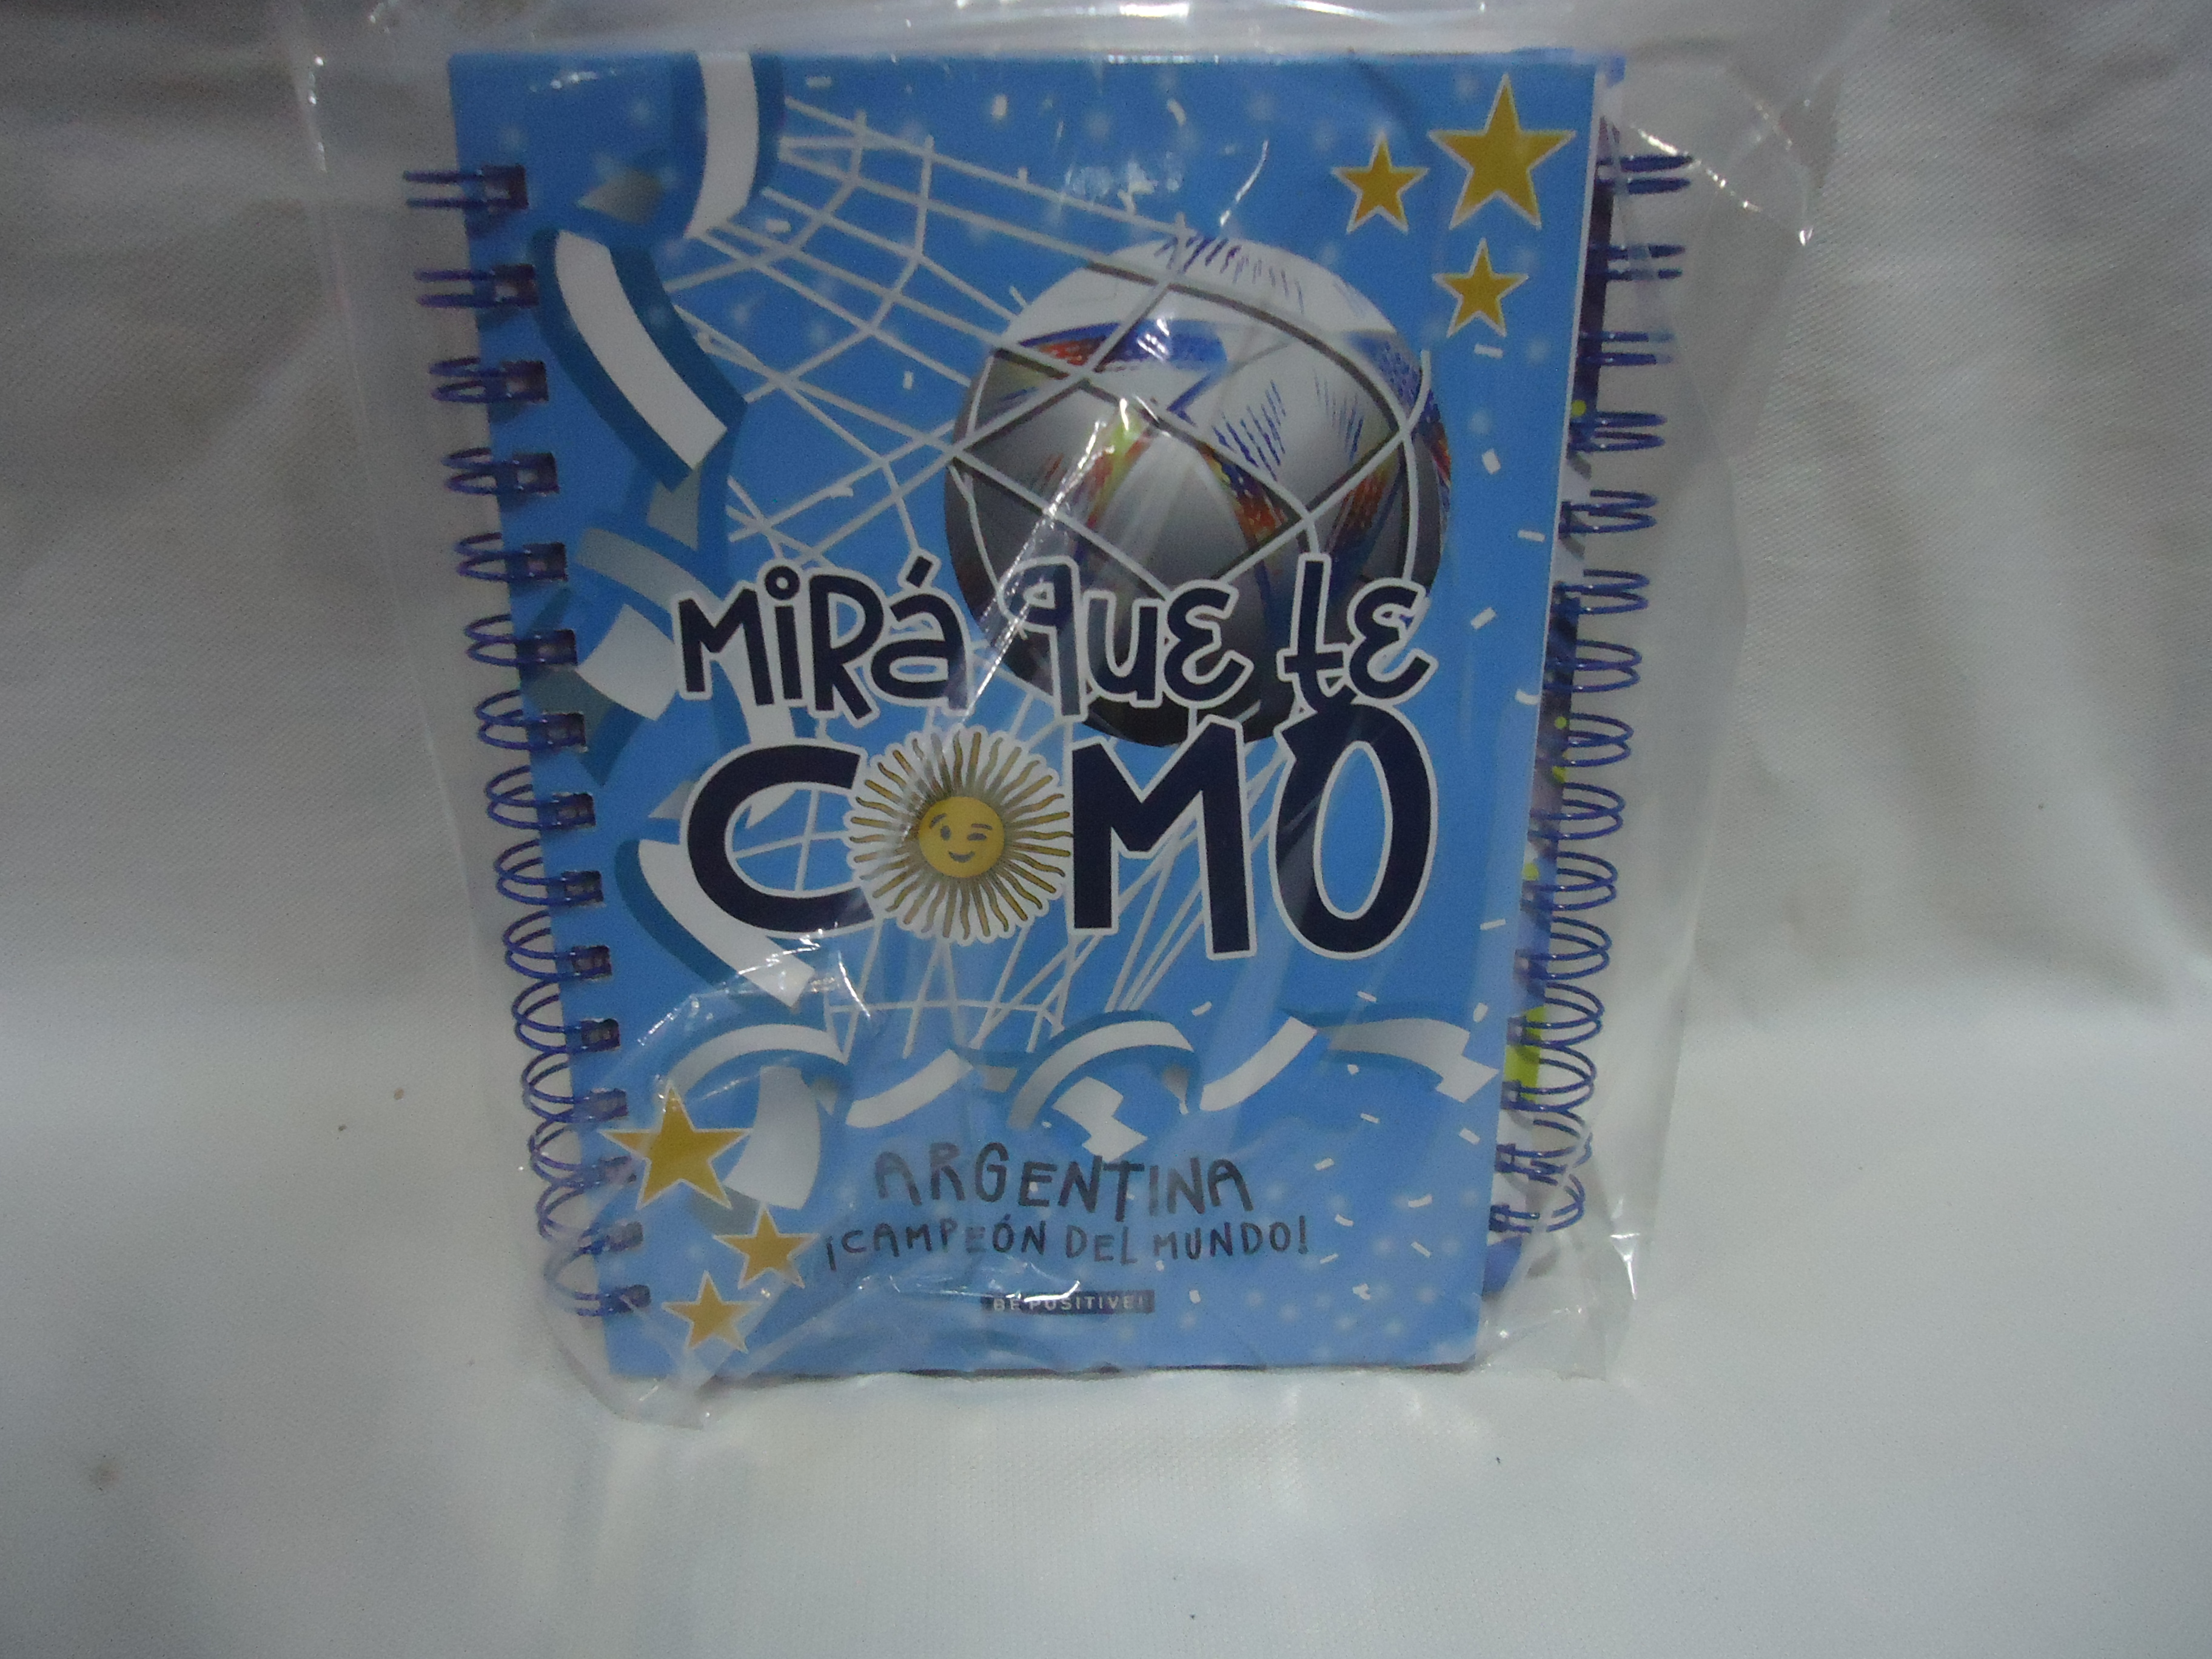 MiRá que te
COMO
ARGENTINA
¡CAMPEÓN DEL MUNDO!
BE POSITIVE!